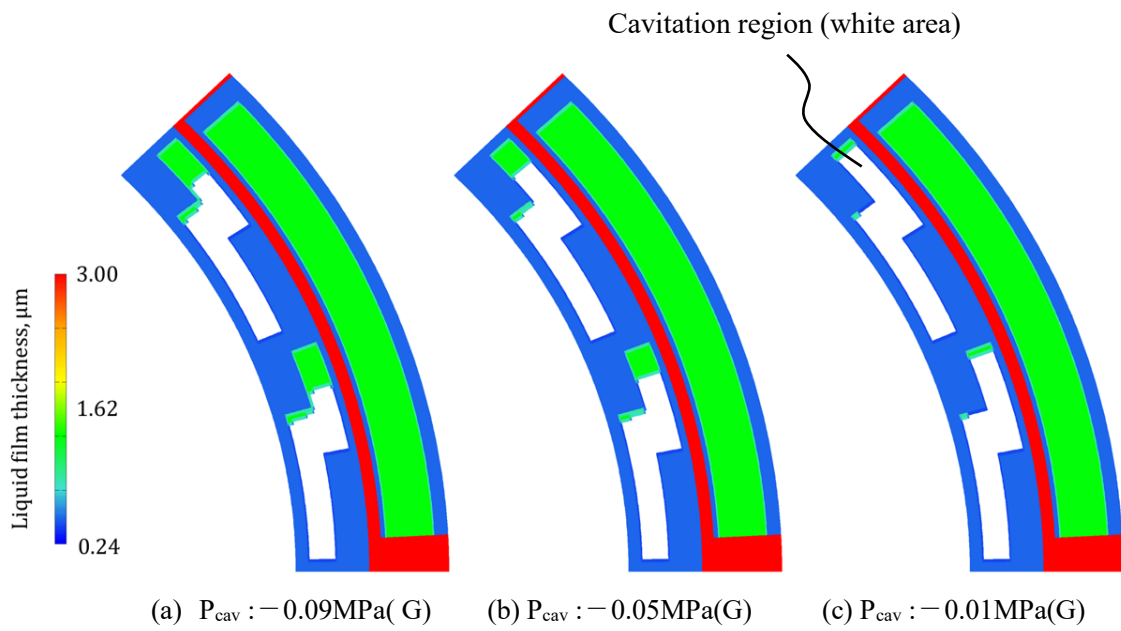 Cavitation region (white area)
3.00
1.62
0.24
Liquid film thickness, μm
(a) Pcav : －0.09MPa( G)
(b) Pcav : －0.05MPa(G)
(c) Pcav : －0.01MPa(G)